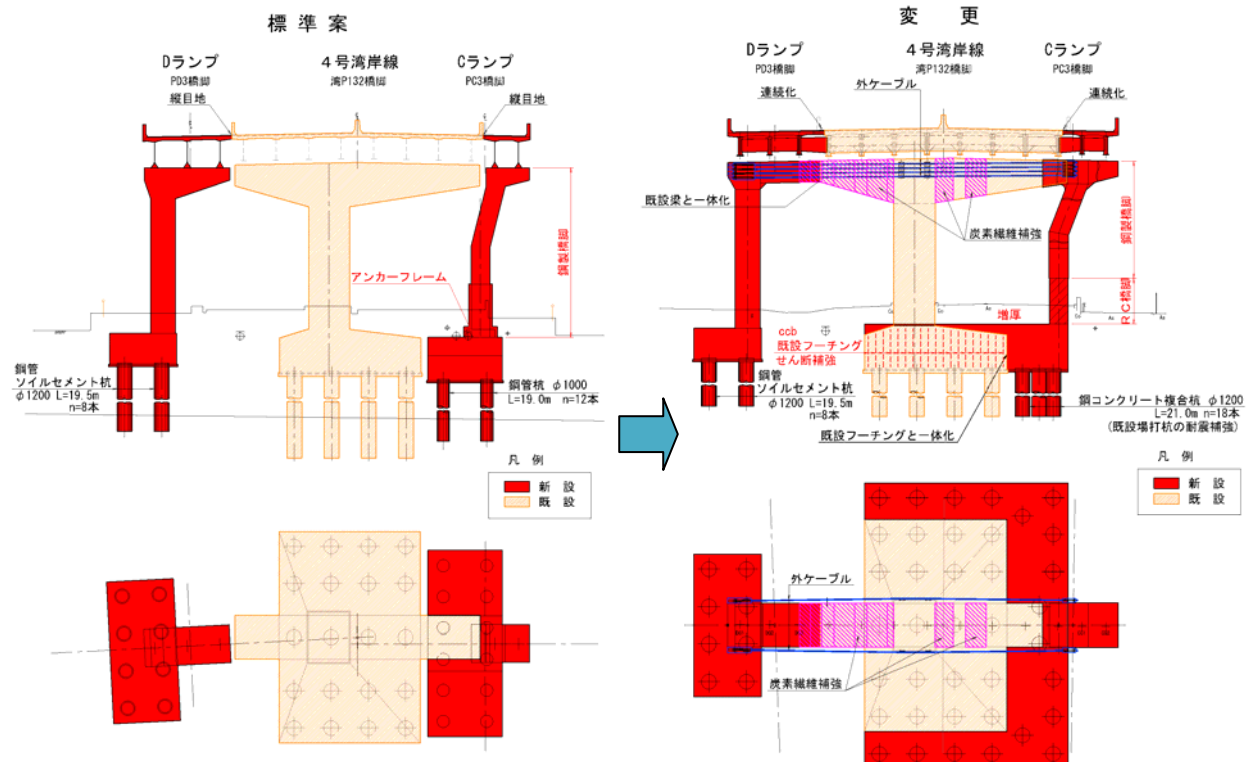 標準案
Dランプ
PD3橋脚
4号湾岸線
湾P132橋脚
Cランプ
PC3橋脚
縦目地
縦目地
鋼製橋脚
アンカーフレーム
鋼管
ソイルセメント杭
φ1200 L=19.5m
n=8本
鋼管杭 φ1000
L=19.0m n=12本
凡 例
新 設
既 設
変 更
Dランプ
PD3橋脚
4号湾岸線
湾P132橋脚
Cランプ
PC3橋脚
外ケーブル
連続化
連続化
既設梁と一体化
炭素繊維補強
鋼製橋脚
RC橋脚
増厚
ccb
既設フーチング
せん断補強
鋼管
ソイルセメント杭
φ1200 L=19.5m
n=8本
既設フーチングと一体化
鋼コンクリート複合杭 φ1200
L=21.0m n=18本
(既設場打杭の耐震補強)
凡 例
新 設
既 設
外ケーブル
炭素繊維補強